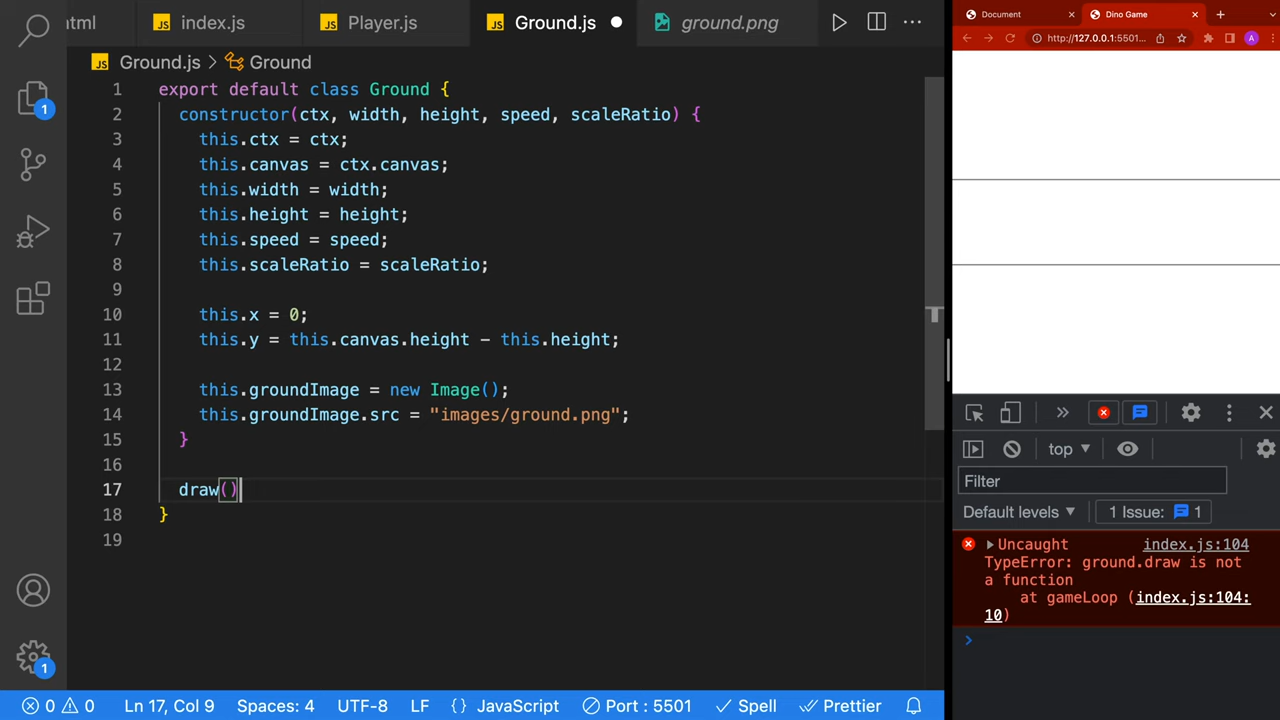 html
index.js
Player.js
Ground.js
ground.png
Ground.js > Ground
1 export default class Ground {
2 constructor(ctx, width, height, speed, scaleRatio) {
3 this.ctx = ctx;
4 this.canvas = ctx.canvas;
5 this.width = width;
6 this.height = height;
7 this.speed = speed;
8 this.scaleRatio = scaleRatio;
9
10 this.x = 0;
11 this.y = this.canvas.height - this.height;
12
13 this.groundImage = new Image();
14 this.groundImage.src = "images/ground.png";
15 }
16
17 draw()
18 }
19
1
1
0 0 Ln 17, Col 9 Spaces: 4 UTF-8 LF {} JavaScript Port : 5501 Spell Prettier
Document
Dino Game
http://127.0.0.1:5501...
A
top
Filter
Default levels
1 Issue: 1
Uncaught index.js:104
TypeError: ground.draw is not
a function
at gameLoop (index.js:104:
10)